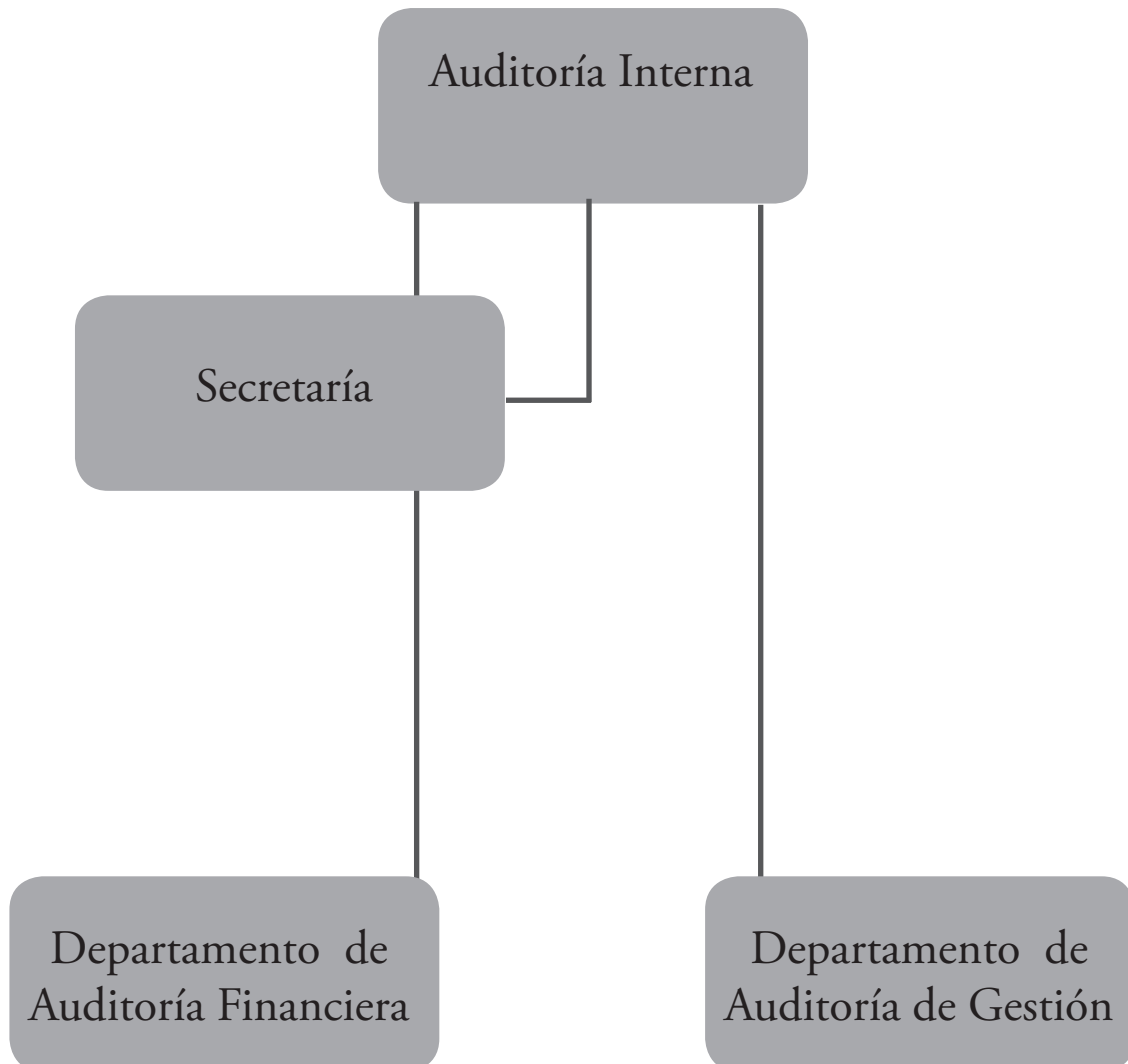 Auditoría Interna
Secretaría
Departamento de
Auditoría Financiera
Departamento de
Auditoría de Gestión